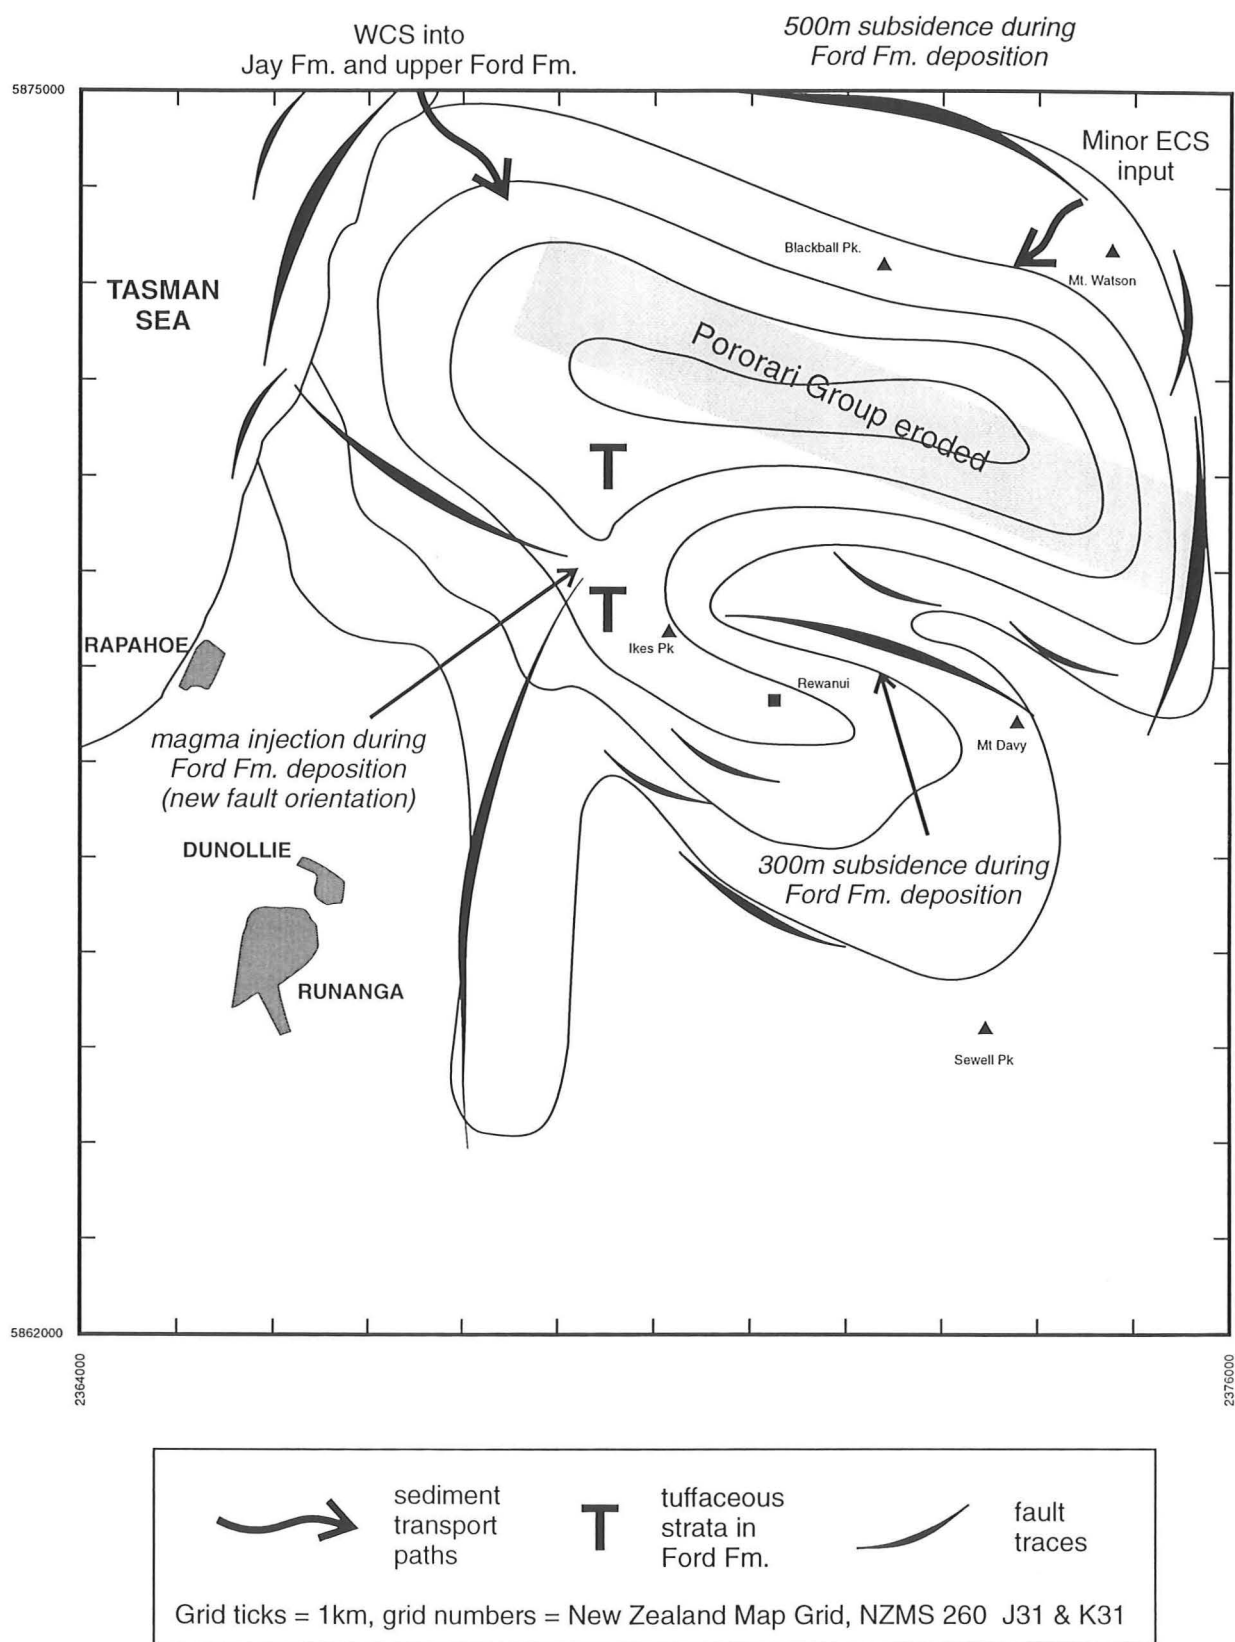 WCS into
Jay Fm. and upper Ford Fm.
500m subsidence during
Ford Fm. deposition
5875000
Minor ECS
input
Blackball Pk.
Mt. Watson
TASMAN
SEA
Pororari Group eroded
T
T
RAPAHOE
Ikes Pk
Rewanui
Mt Davy
magma injection during
Ford Fm. deposition
(new fault orientation)
DUNOLLIE
300m subsidence during
Ford Fm. deposition
RUNANGA
Sewell Pk
5862000
2364000
2376000
sediment
transport
paths
T
tuffaceous
strata in
Ford Fm.
fault
traces
Grid ticks = 1km, grid numbers = New Zealand Map Grid, NZMS 260 J31 & K31